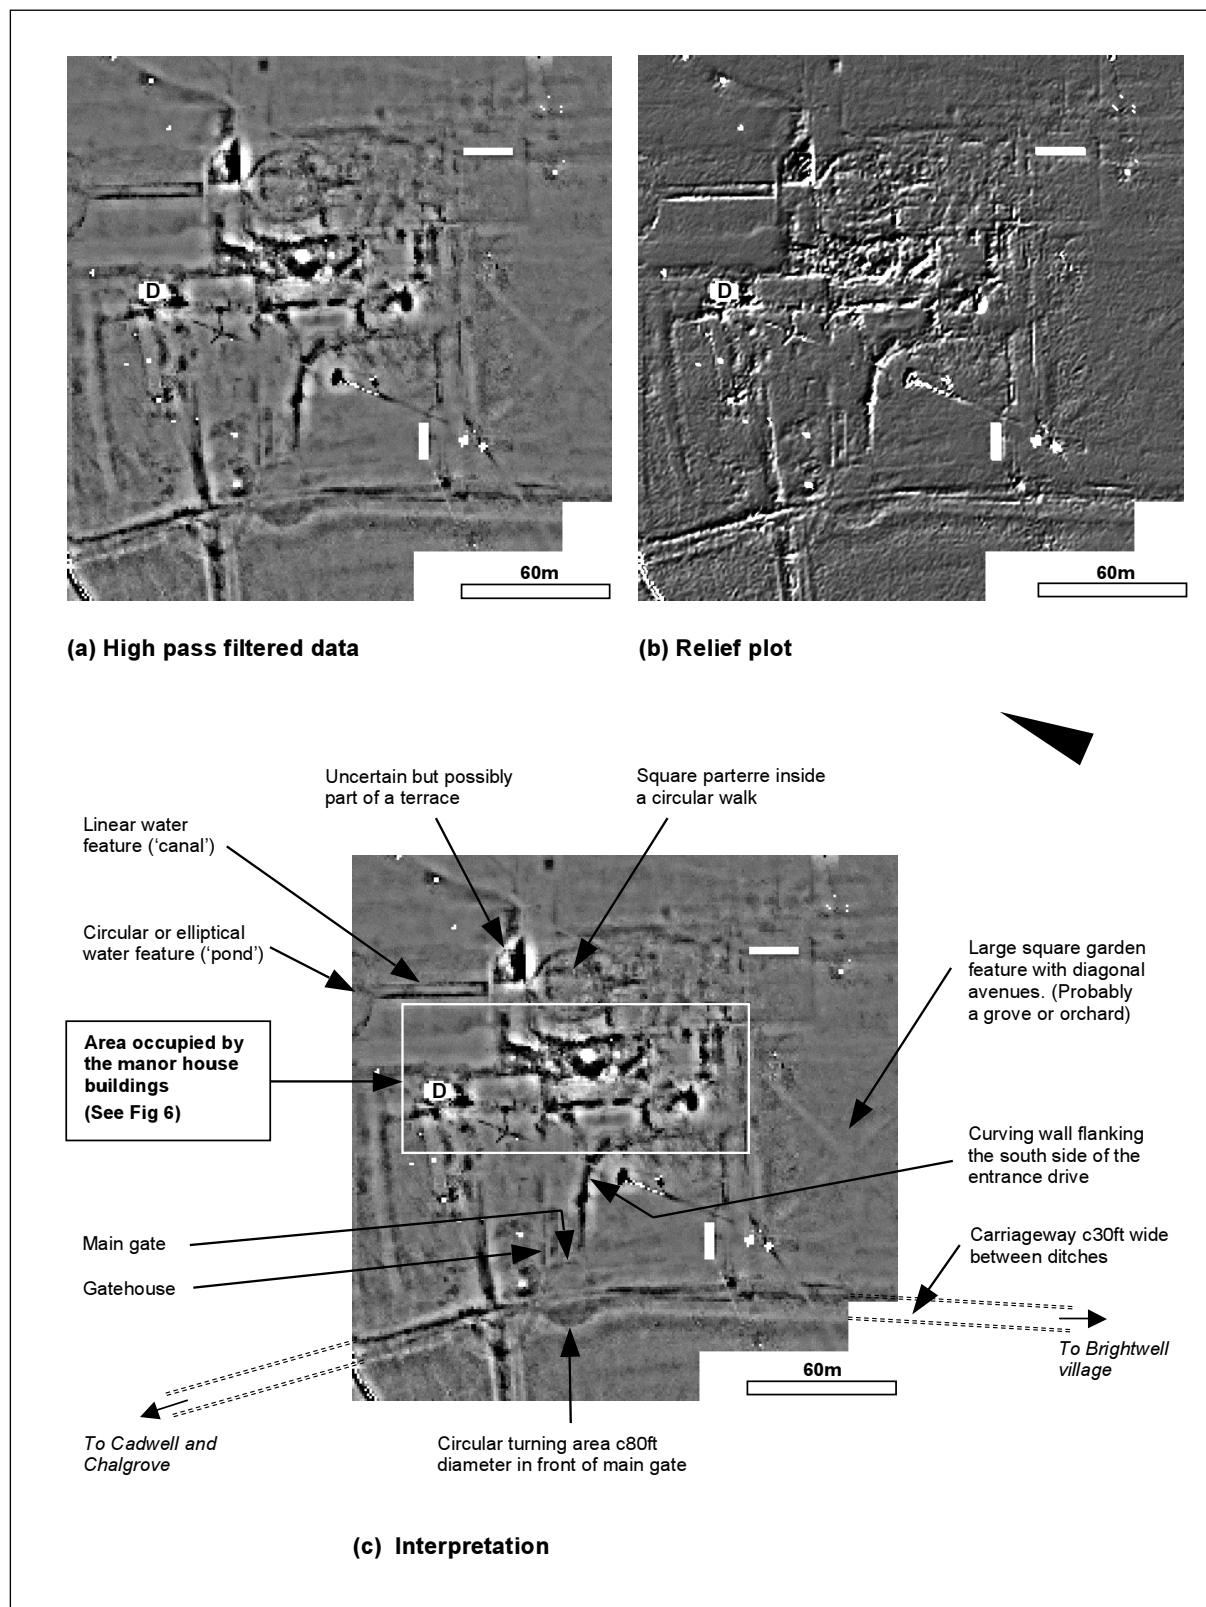 D
D
60m
60m
(a) High pass filtered data
(b) Relief plot
Uncertain but possibly
part of a terrace
Square parterre inside
a circular walk
Linear water
feature (‘canal’)
Circular or elliptical
water feature (‘pond’)
Large square garden
feature with diagonal
avenues. (Probably
a grove or orchard)
Area occupied by
the manor house
buildings
(See Fig 6)
D
Curving wall flanking
the south side of the
entrance drive
Main gate
Gatehouse
Carriageway c30ft wide
between ditches
To Brightwell
village
60m
To Cadwell and
Chalgrove
Circular turning area c80ft
diameter in front of main gate
(c) Interpretation